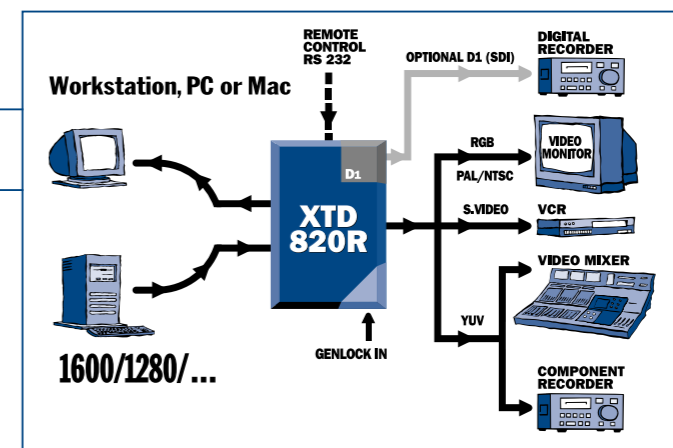 REMOTE
CONTROL
RS 232
DIGITAL
RECORDER
OPTIONAL D1 (SDI)
Workstation, PC or Mac
D1
XTD
820R
RGB
PAL/NTSC
VIDEO
MONITOR
S.VIDEO
VCR
VIDEO MIXER
YUV
GENLOCK IN
1600/1280/...
COMPONENT
RECORDER